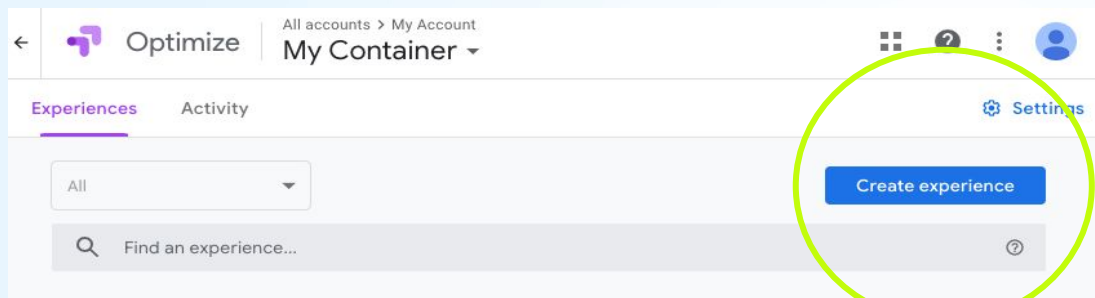 Optimize
All accounts > My Account
My Container
Experiences
Activity
Settings
All
Create experience
Find an experience...